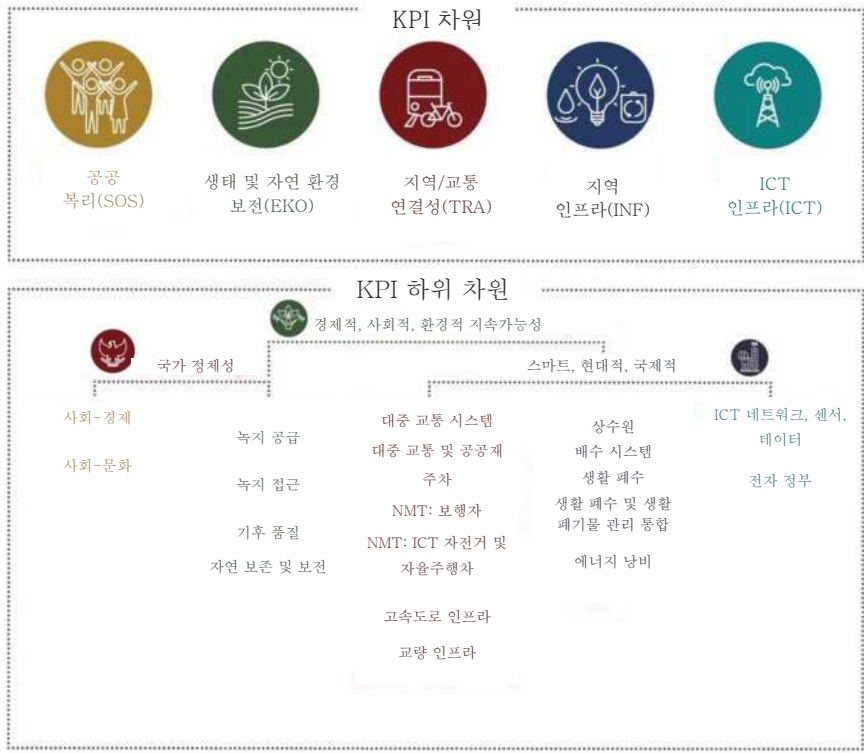 KPI 차원
공공
복리(SOS)
생태 및 자연 환경
보전(EKO)
지역/교통
연결성(TRA)
지역
인프라(INF)
ICT
인프라(ICT)
KPI 하위 차원
경제적, 사회적, 환경적 지속가능성
국가 정체성
스마트, 현대적, 국제적
사회-경제
사회-문화
녹지 공급
녹지 접근
기후 품질
자연 보존 및 보전
대중 교통 시스템
대중 교통 및 공공재
주차
NMT: 보행자
NMT: ICT 자전거 및
자율주행차
고속도로 인프라
교량 인프라
상수원
배수 시스템
생활 폐수
생활 폐수 및 생활
폐기물 관리 통합
에너지 낭비
ICT 네트워크, 센서,
데이터
전자 정부